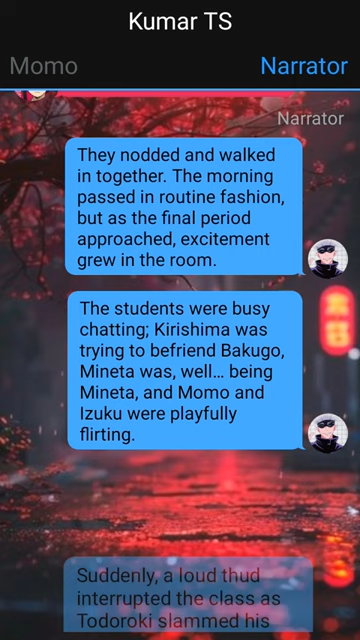 Kumar TS
Momo
Narrator
Narrator
They nodded and walked
in together. The morning
passed in routine fashion,
but as the final period
approached, excitement
grew in the room.
The students were busy
chatting; Kirishima was
trying to befriend Bakugo,
Mineta was, well... being
Mineta, and Momo and
Izuku were playfully
flirting.
Suddenly, a loud thud
interrupted the class as
Todoroki slammed his